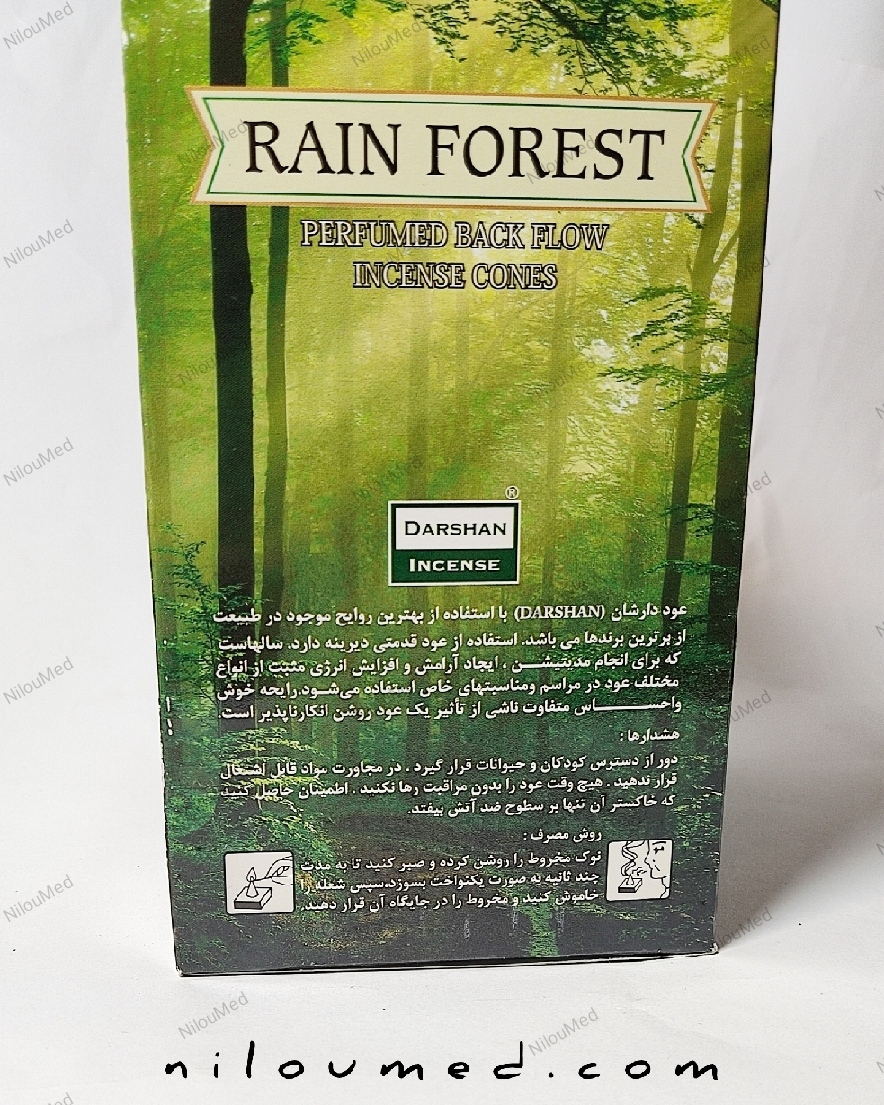 RAIN FOREST
PERFUMED BACK FLOW
INCENSE CONES
®
DARSHAN
INCENSE
عود دارشان (DARSHAN) با استفاده از بهترین روایح موجود در طبیعت
از برترین برندها می باشد. استفاده از عود قدمتی دیرینه دارد. سالهاست
که برای انجام مدیتیشن ، ایجاد آرامش و افزایش انرژی مثبت از انواع
مختلف عود در مراسم ومناسبتهای خاص استفاده می‌شود.رایحه خوش
واحساس متفاوت ناشی از تأثیر یک عود روشن انکارناپذیر است.
هشدارها :
دور از دسترس کودکان و حیوانات قرار گیرد . در مجاورت مواد قابل اشتعال
قرار ندهید . هیچ وقت عود را بدون مراقبت رها نکنید . اطمینان حاصل کنید
که خاکستر آن تنها بر سطوح ضد آتش بیفتد.
روش مصرف :
نوک مخروط را روشن کرده و صبر کنید تا به مدت
چند ثانیه به صورت یکنواخت بسوزد.سپس شعله را
خاموش کنید و مخروط را در جایگاه آن قرار دهید.
niloumed.com
NilouMed